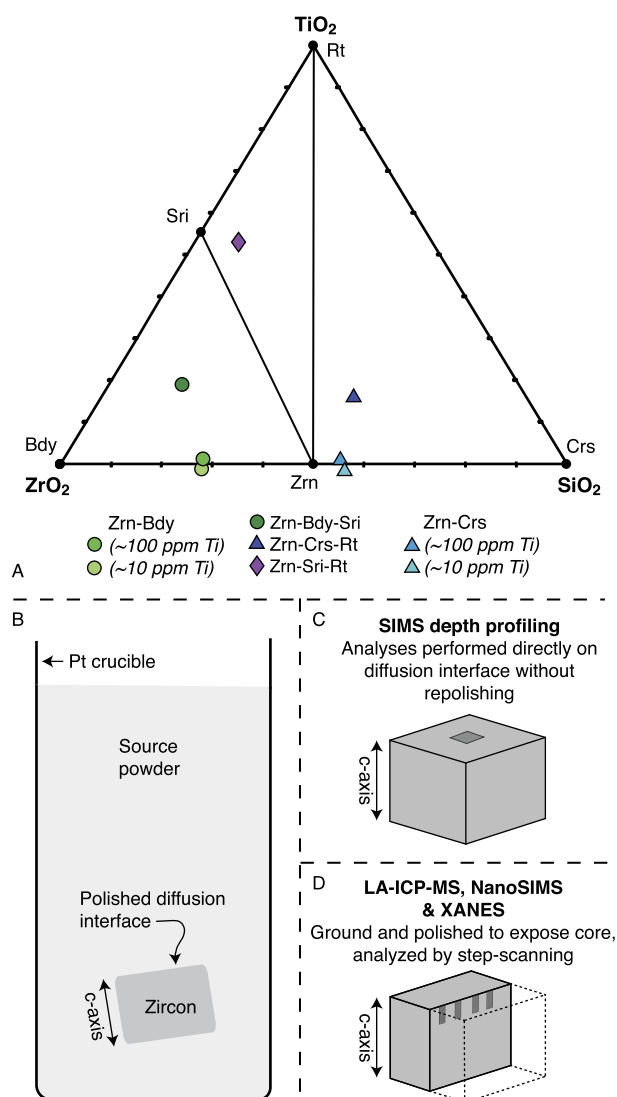 TiO2
Rt
Sri
Bdy
ZrO2
Zrn
Crs
SiO2
Zrn-Bdy
(~100 ppm Ti)
(~10 ppm Ti)
Zrn-Bdy-Sri
Zrn-Crs-Rt
Zrn-Sri-Rt
Zrn-Crs
(~100 ppm Ti)
(~10 ppm Ti)
A
B
Pt crucible
Source
powder
Polished diffusion
interface
c-axis
Zircon
C
SIMS depth profiling
Analyses performed directly on
diffusion interface without
repolishing
c-axis
D
LA-ICP-MS, NanoSIMS
& XANES
Ground and polished to expose core,
analyzed by step-scanning
c-axis